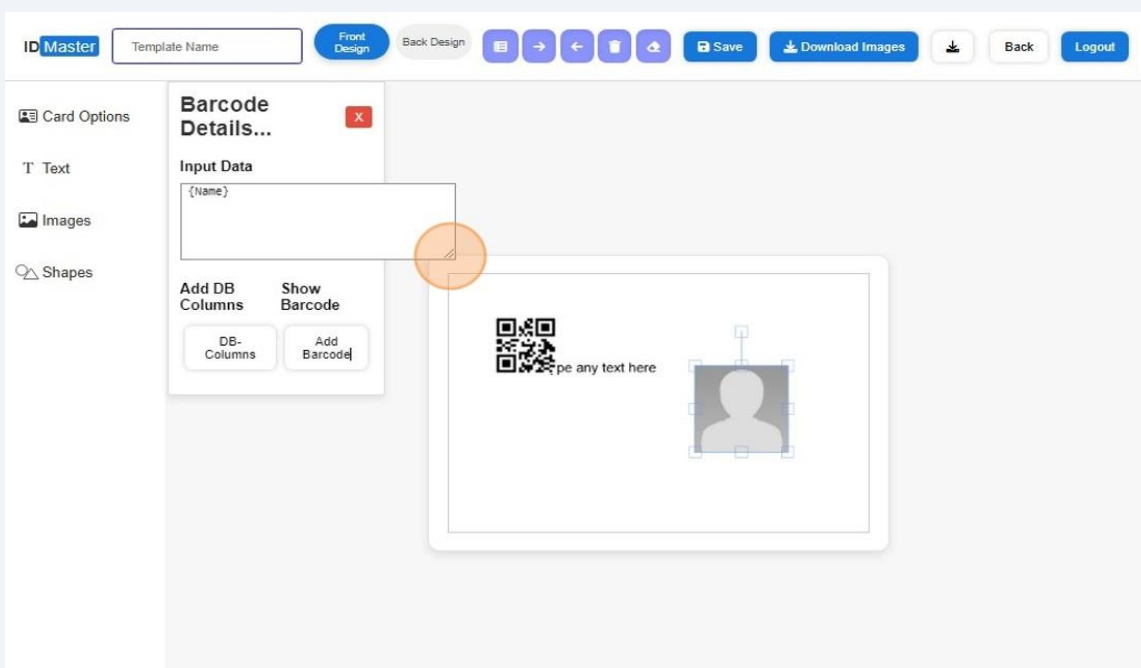 ID Master
Template Name
Front
Design
Back Design
Save
Download Images
Back
Logout
Card Options
T Text
Images
Shapes
Barcode
Details...
X
Input Data
{Name}
Add DB
Columns
Show
Barcode
DB-
Columns
Add
Barcode
pe any text here